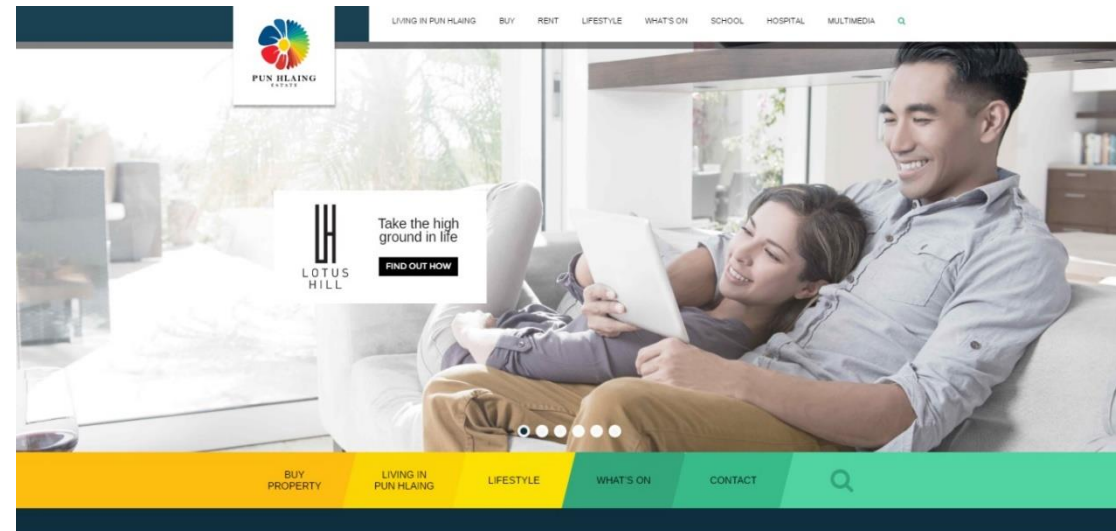 LIVING IN PUN HLAING BUY RENT LIFESTYLE WHAT'S ON SCHOOL HOSPITAL MULTIMEDIA
PUN HLAING
ESTATE
LOTUS
HILL
Take the high
ground in life
FIND OUT HOW
BUY
PROPERTY
LIVING IN
PUN HLAING
LIFESTYLE
WHAT'S ON
CONTACT